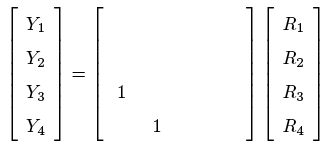 Y₁ R₁
Y₂ = R₂
Y₃ 1 R₃
Y₄ 1 R₄